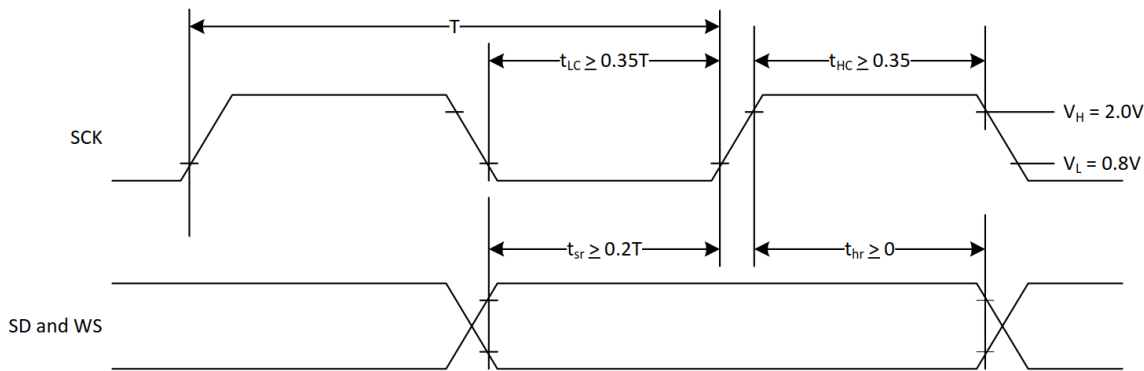 T
t_LC ≥ 0.35T
t_HC ≥ 0.35
SCK
V_H = 2.0V
V_L = 0.8V
t_sr ≥ 0.2T
t_hr ≥ 0
SD and WS